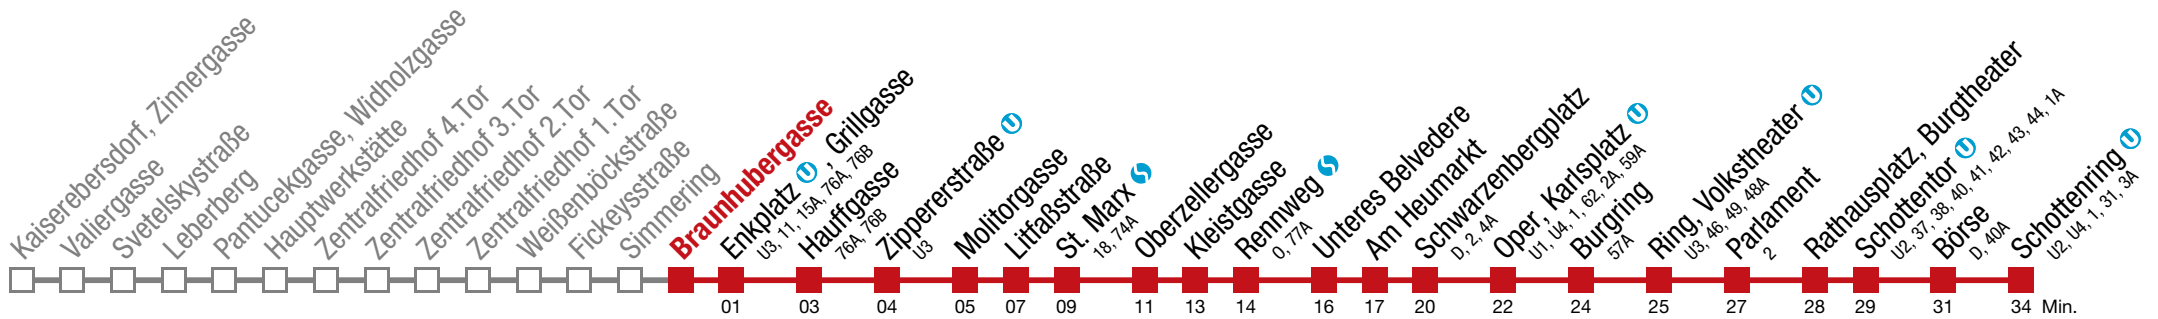 Kaiserebersdorf, Zinnergasse
Valiergasse
Svetelskystraße
Leberberg
Pantucekgasse, Widholzgasse
Hauptwerkstätte
Zentralfriedhof 4.Tor
Zentralfriedhof 3.Tor
Zentralfriedhof 2.Tor
Zentralfriedhof 1.Tor
Weißenböckstraße
Fickeysstraße
Simmering
Braunhubergasse
Enkplatz U, Grillgasse
U3, 11, 15A, 76A, 76B
Hauffgasse
76A, 76B
Zippererstraße U
U3
Molitorgasse
Litfaßstraße
St. Marx S
18, 74A
Oberzellergasse
Kleistgasse
Rennweg S
O, 77A
Unteres Belvedere
Am Heumarkt
Schwarzenbergplatz
D, 2, 4A
Oper, Karlsplatz U
U1, U4, 1, 62, 2A, 59A
Burgring
57A
Ring, Volkstheater U
U3, 46, 49, 48A
Parlament
2
Rathausplatz, Burgtheater
Schottentor U
U2, 37, 38, 40, 41, 42, 43, 44, 1A
Börse
D, 40A
Schottenring U
U2, U4, 1, 31, 3A
01 03 04 05 07 09 11 13 14 16 17 20 22 24 25 27 28 29 31 34 Min.